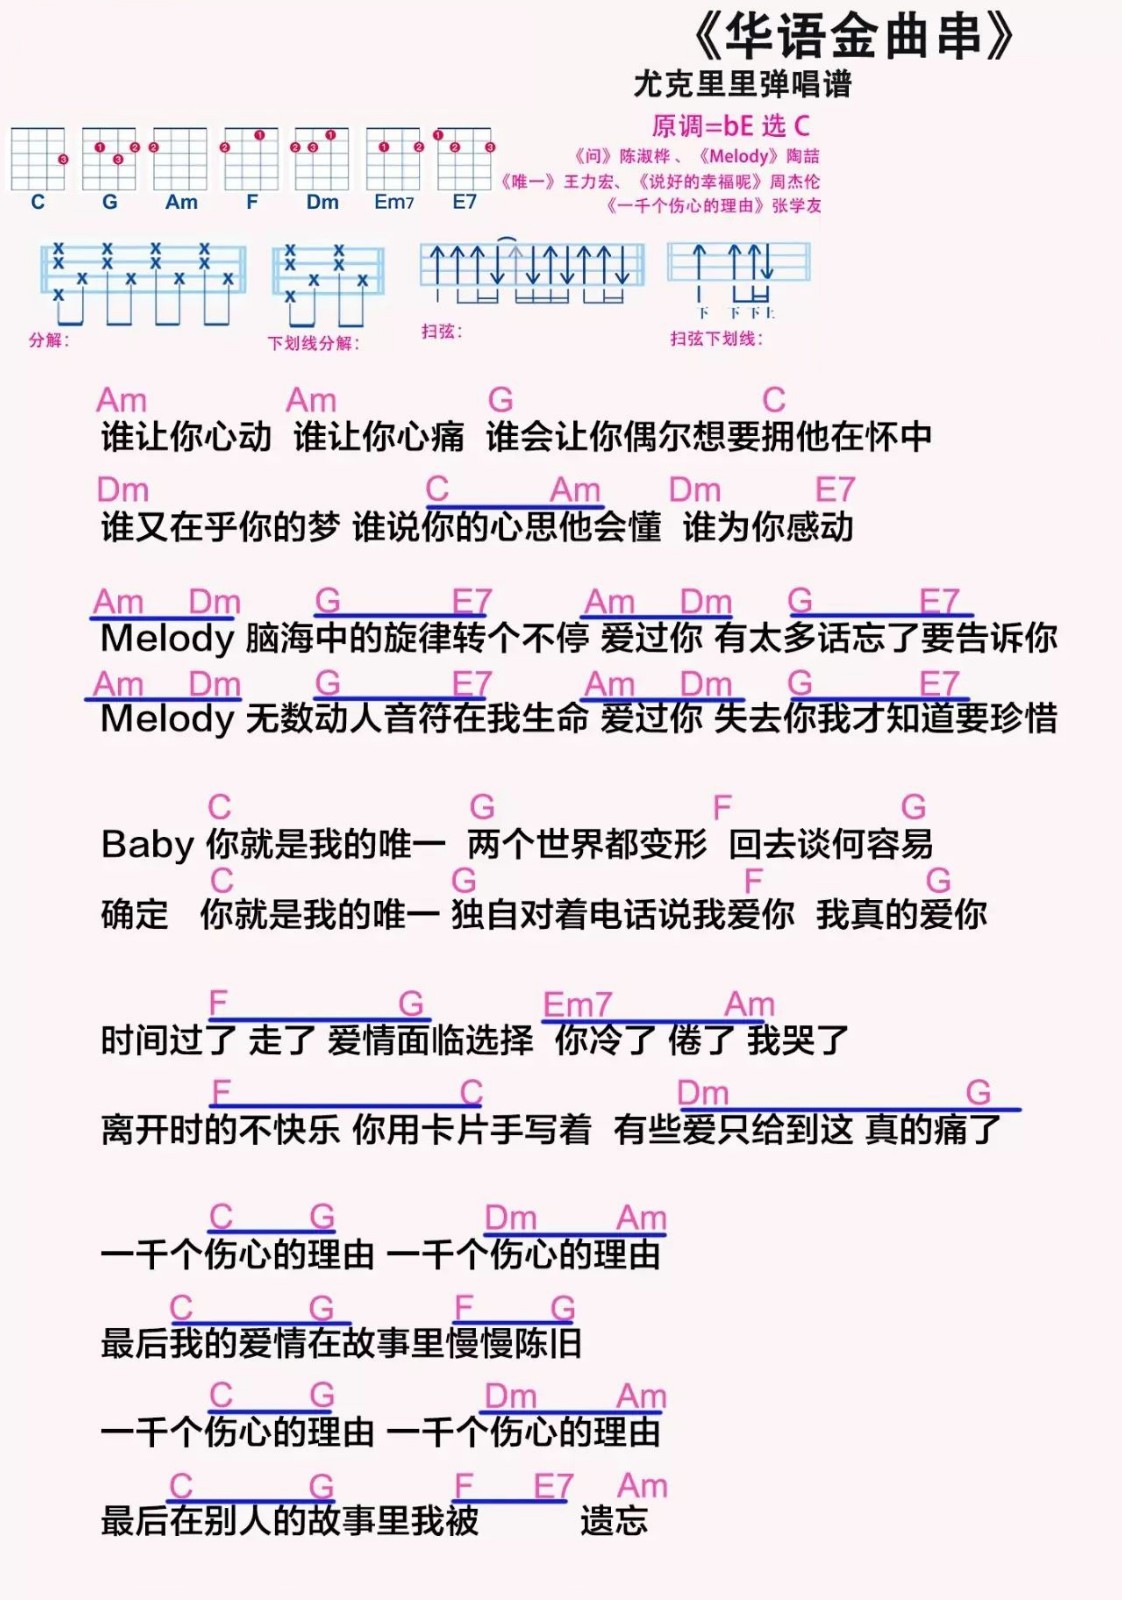 《华语金曲串》
尤克里里弹唱谱
原调=bE 选 C
《问》陈淑桦、《Melody》陶喆
《唯一》王力宏、《说好的幸福呢》周杰伦
《一千个伤心的理由》张学友
3 1 2 3 2 2 1 2 3 1 1 2 1 2 3
C G Am F Dm Em7 E7
下 下 下上
分解： 下划线分解： 扫弦： 扫弦下划线：
Am Am G C
谁让你心动 谁让你心痛 谁会让你偶尔想要拥他在怀中
Dm C Am Dm E7
谁又在乎你的梦 谁说你的心思他会懂 谁为你感动
Am Dm G E7 Am Dm G E7
Melody 脑海中的旋律转个不停 爱过你 有太多话忘了要告诉你
Am Dm G E7 Am Dm G E7
Melody 无数动人音符在我生命 爱过你 失去你我才知道要珍惜
C G F G
Baby 你就是我的唯一 两个世界都变形 回去谈何容易
C G F G
确定 你就是我的唯一 独自对着电话说我爱你 我真的爱你
F G Em7 Am
时间过了 走了 爱情面临选择 你冷了 倦了 我哭了
F C Dm G
离开时的不快乐 你用卡片手写着 有些爱只给到这 真的痛了
C G Dm Am
一千个伤心的理由 一千个伤心的理由
C G F G
最后我的爱情在故事里慢慢陈旧
C G Dm Am
一千个伤心的理由 一千个伤心的理由
C G F E7 Am
最后在别人的故事里我被 遗忘